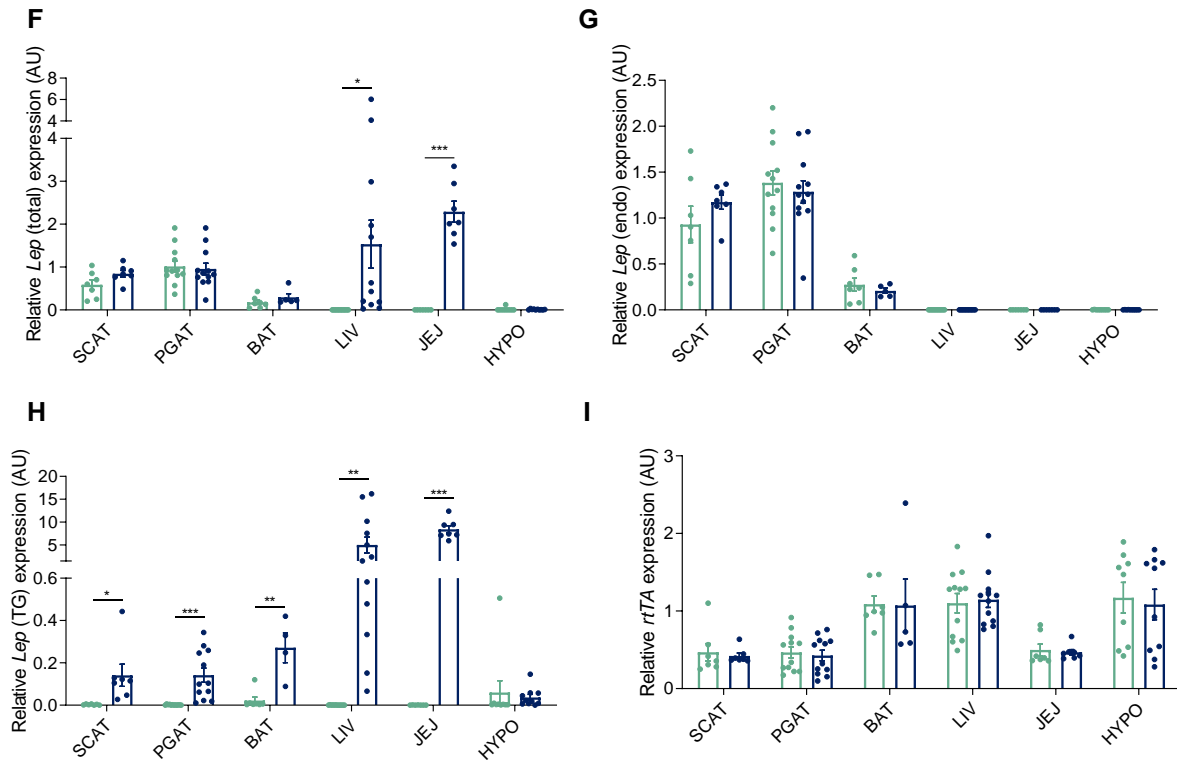 F
Relative Lep (total) expression (AU)
8
6
4
4
3
2
1
0
*
***
SCAT PGAT BAT LIV JEJ HYPO
G
Relative Lep (endo) expression (AU)
2.5
2.0
1.5
1.0
0.5
0.0
SCAT PGAT BAT LIV JEJ HYPO
H
Relative Lep (TG) expression (AU)
20
15
10
5
0.6
0.4
0.2
0.0
* *** ** ** ***
SCAT PGAT BAT LIV JEJ HYPO
I
Relative rtTA expression (AU)
3
2
1
0
SCAT PGAT BAT LIV JEJ HYPO